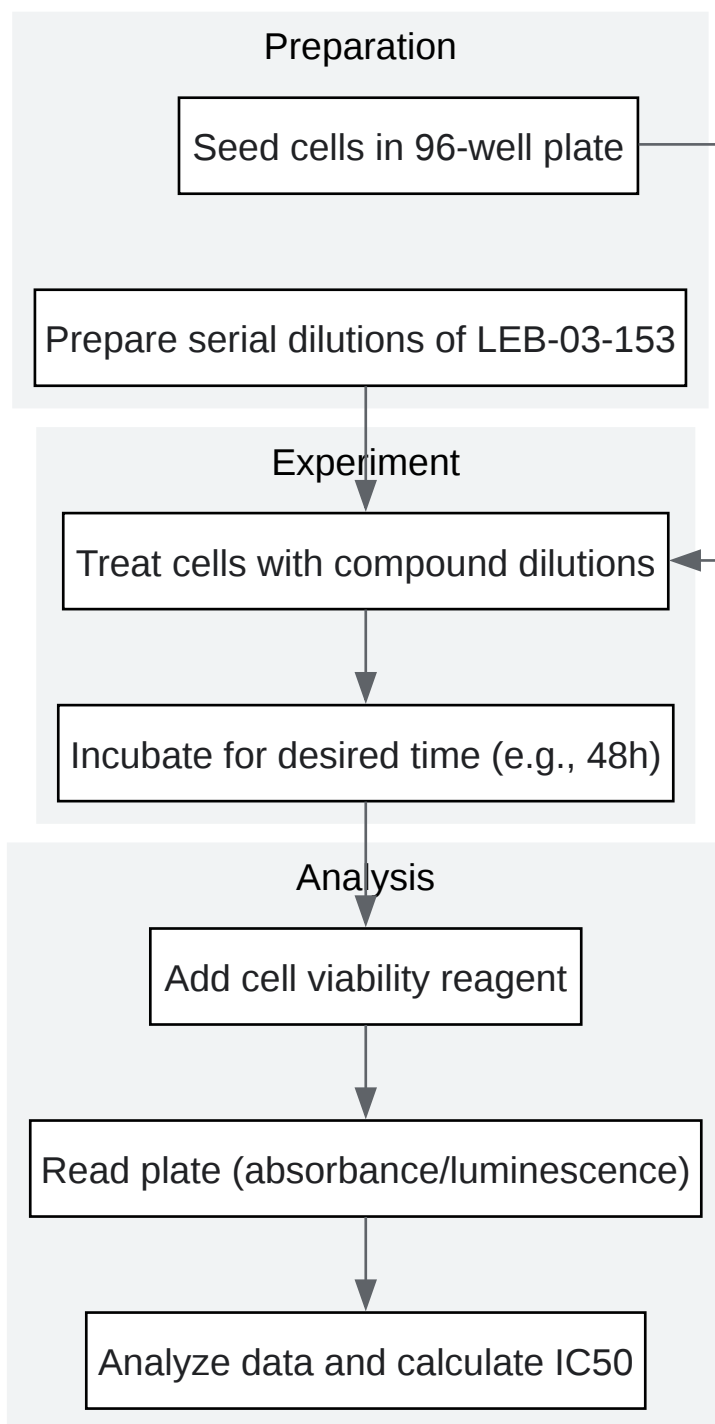 Preparation
Seed cells in 96-well plate
Prepare serial dilutions of LEB-03-153
Experiment
Treat cells with compound dilutions
Incubate for desired time (e.g., 48h)
Analysis
Add cell viability reagent
Read plate (absorbance/luminescence)
Analyze data and calculate IC50